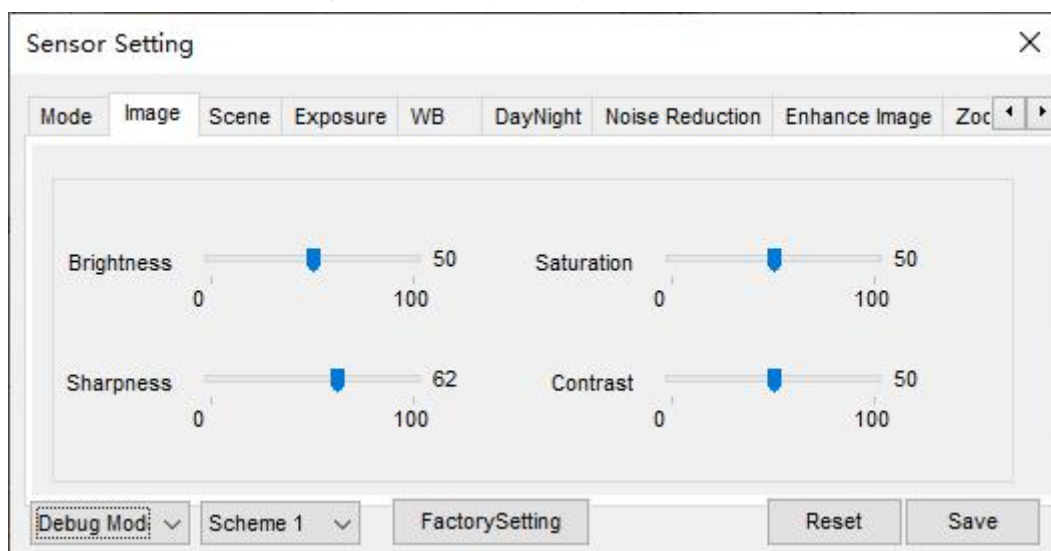 Sensor Setting
Mode Image Scene Exposure WB DayNight Noise Reduction Enhance Image Zoo
Brightness 50 Saturation 50
0 100 0 100
Sharpness 62 Contrast 50
0 100 0 100
Debug Mod Scheme 1 FactorySetting Reset Save